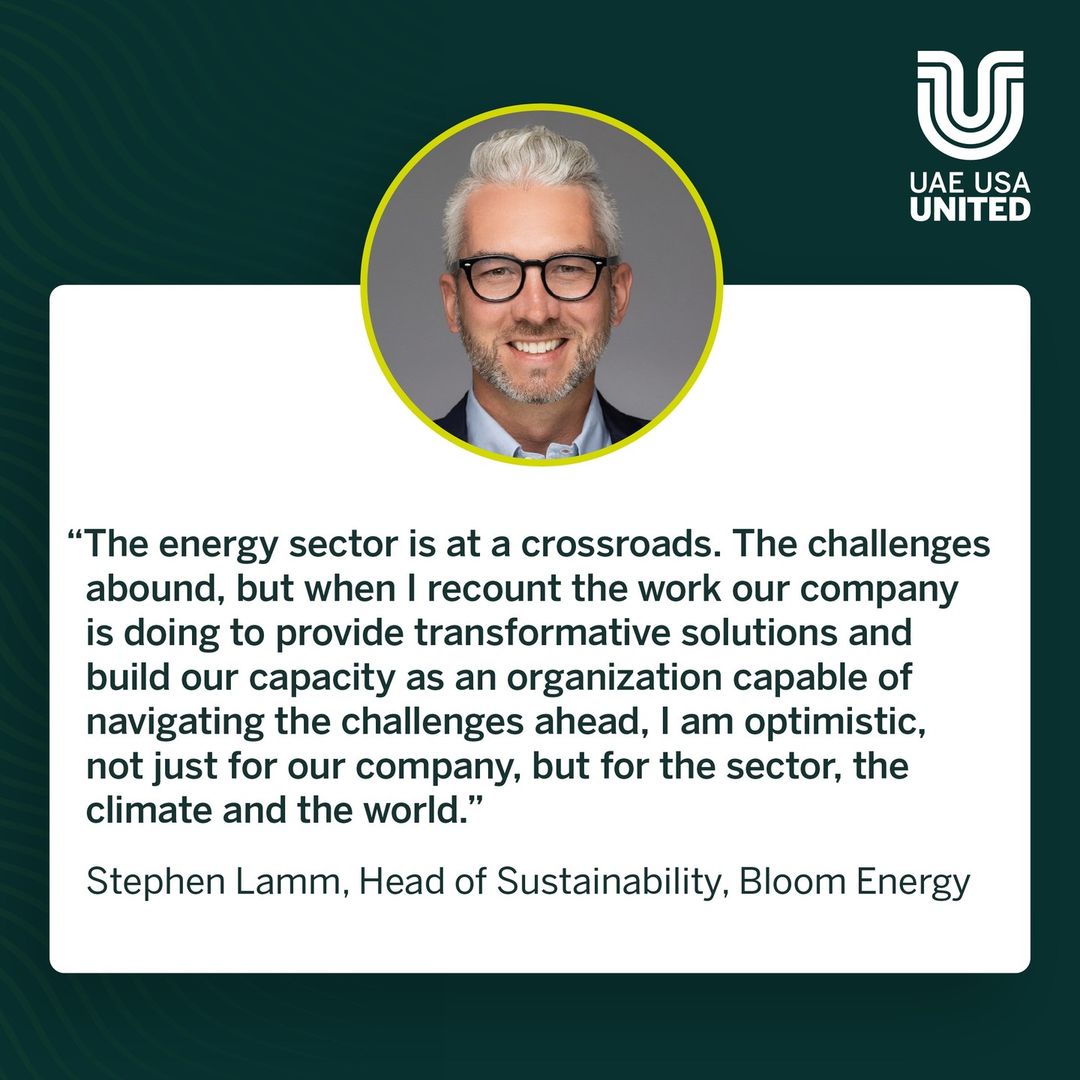 UAE USA
UNITED
“The energy sector is at a crossroads. The challenges
abound, but when I recount the work our company
is doing to provide transformative solutions and
build our capacity as an organization capable of
navigating the challenges ahead, I am optimistic,
not just for our company, but for the sector, the
climate and the world.”
Stephen Lamm, Head of Sustainability, Bloom Energy